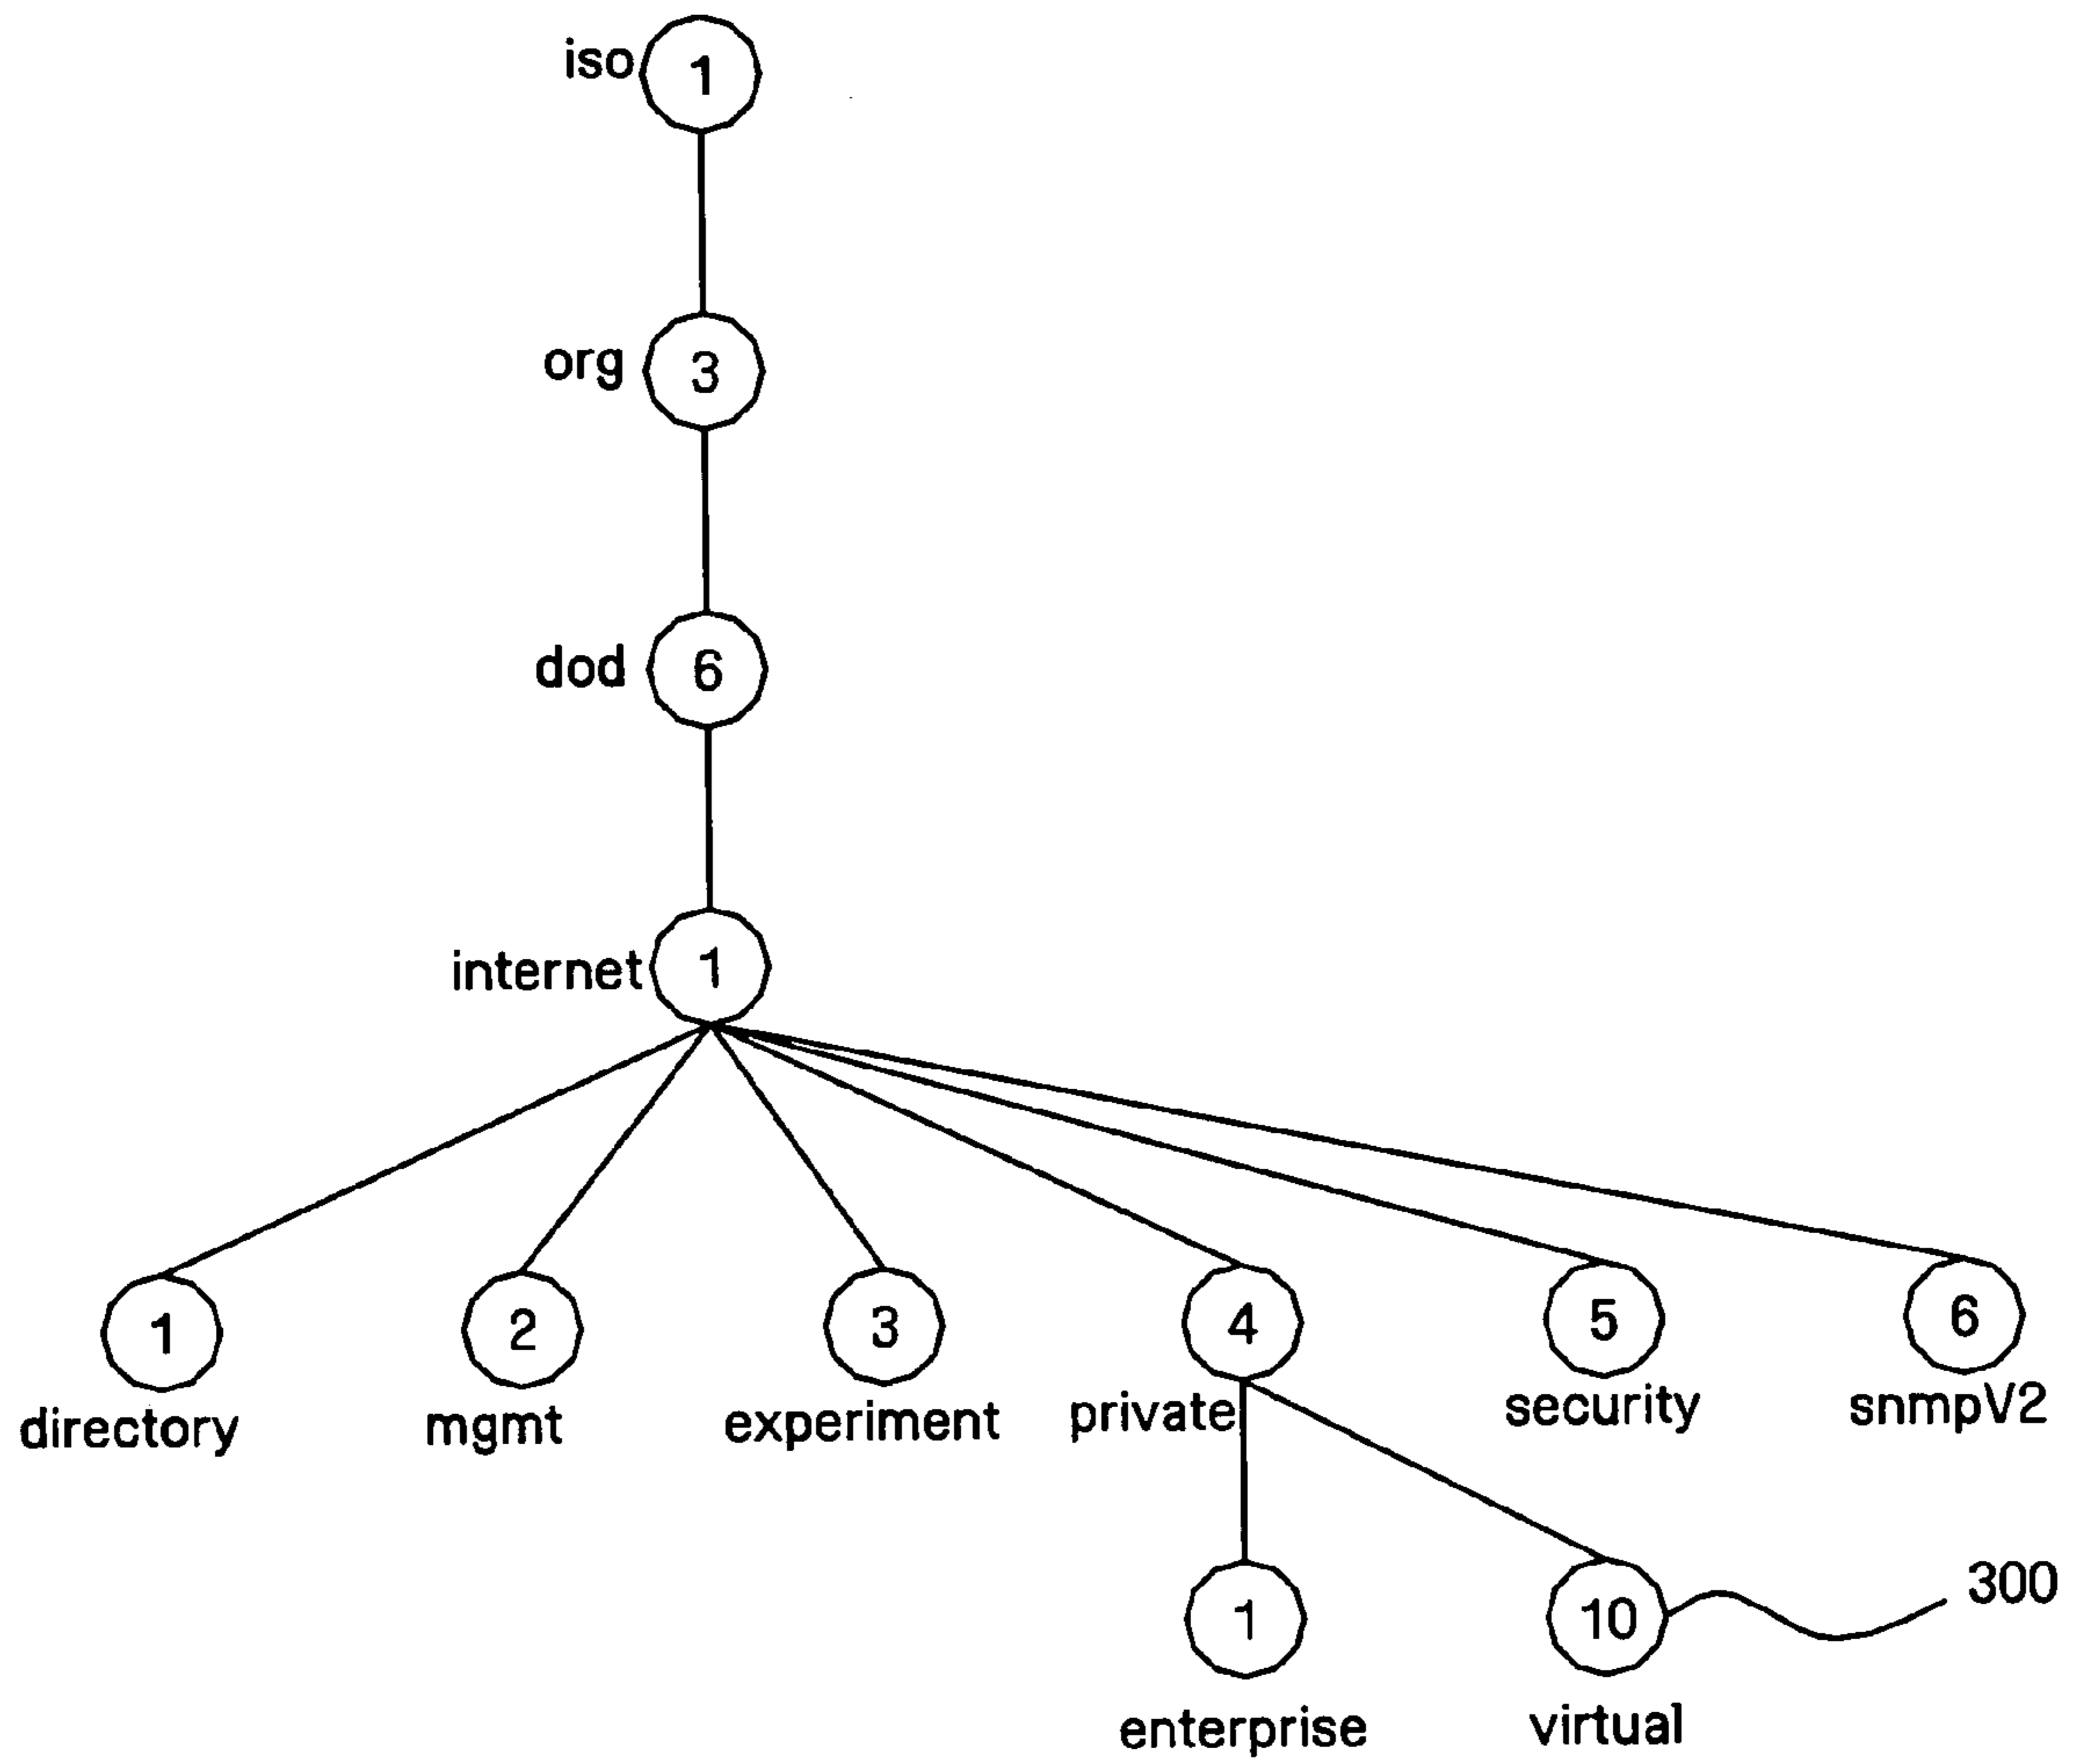 iso 1
org 3
dod 6
internet 1
1 2 3 4 5 6
directory mgmt experiment private security snmpV2
1 10 300
enterprise virtual